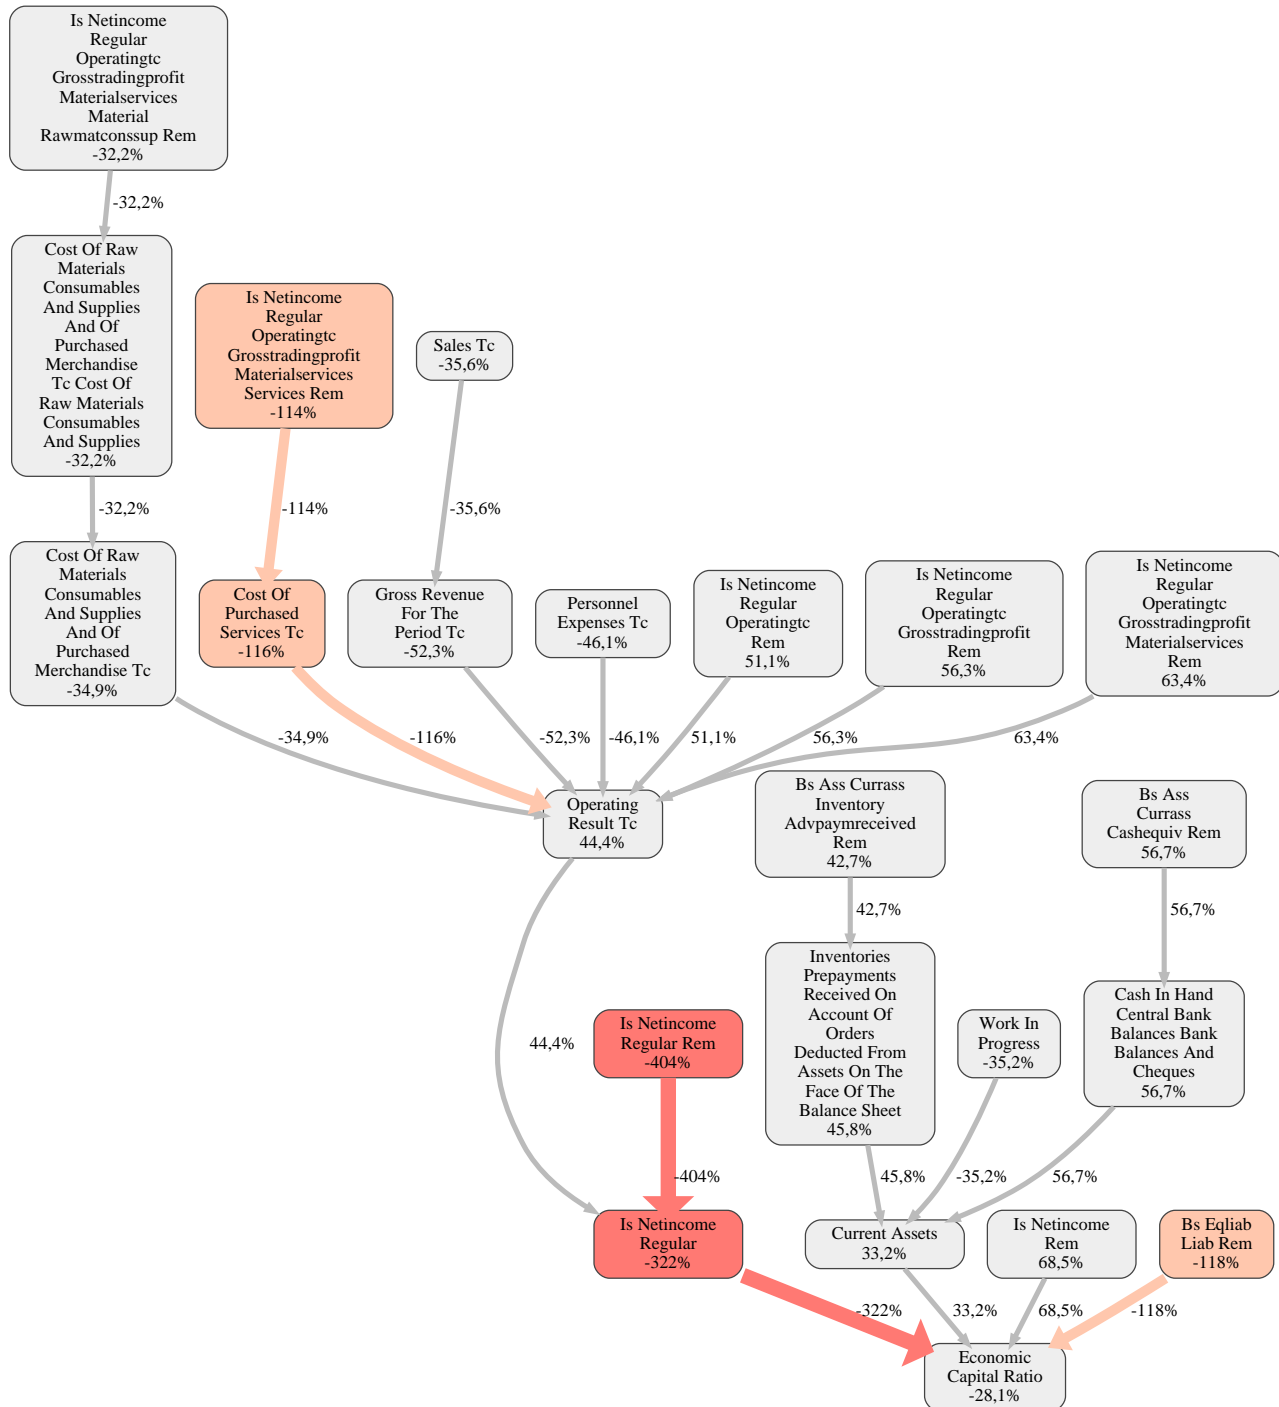 Is Netincome
Regular
Operatingtc
Grosstradingprofit
Materialservices
Material
Rawmatconssup Rem
-32,2%
-32,2%
Cost Of Raw
Materials
Consumables
And Supplies
And Of
Purchased
Merchandise
Tc Cost Of
Raw Materials
Consumables
And Supplies
-32,2%
Is Netincome
Regular
Operatingtc
Grosstradingprofit
Materialservices
Services Rem
-114%
Sales Tc
-35,6%
-32,2%
-114%
-35,6%
Cost Of Raw
Materials
Consumables
And Supplies
And Of
Purchased
Merchandise Tc
-34,9%
Cost Of
Purchased
Services Tc
-116%
Gross Revenue
For The
Period Tc
-52,3%
Personnel
Expenses Tc
-46,1%
Is Netincome
Regular
Operatingtc
Rem
51,1%
Is Netincome
Regular
Operatingtc
Grosstradingprofit
Rem
56,3%
Is Netincome
Regular
Operatingtc
Grosstradingprofit
Materialservices
Rem
63,4%
-34,9%
-116%
-52,3%
-46,1%
51,1%
56,3%
63,4%
Operating
Result Tc
44,4%
Bs Ass Currass
Inventory
Advpaymreceived
Rem
42,7%
Bs Ass
Currass
Cashequiv Rem
56,7%
42,7%
56,7%
44,4%
Is Netincome
Regular Rem
-404%
Inventories
Prepayments
Received On
Account Of
Orders
Deducted From
Assets On The
Face Of The
Balance Sheet
45,8%
Work In
Progress
-35,2%
Cash In Hand
Central Bank
Balances Bank
Balances And
Cheques
56,7%
-404%
45,8%
-35,2%
56,7%
Is Netincome
Regular
-322%
Current Assets
33,2%
Is Netincome
Rem
68,5%
Bs Eqliab
Liab Rem
-118%
-322%
33,2%
68,5%
-118%
Economic
Capital Ratio
-28,1%